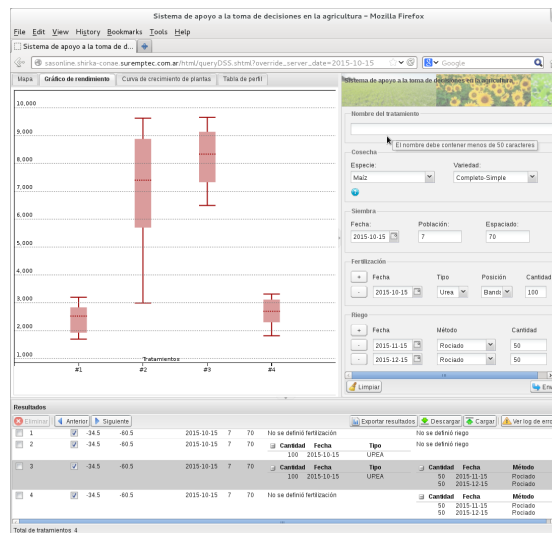 Sistema de apoyo a la toma de decisiones en la agricultura - Mozilla Firefox
File Edit View History Bookmarks Tools Help
Sistema de apoyo a la toma de d...
sasonline.shirka-conae.suremptec.com.ar/html/queryDSS.shtml?override_server_date=2015-10-15
Google
Mapa Gráfico de rendimiento Curva de crecimiento de plantas Tabla de perfil
Sistema de apoyo a la toma de decisiones en la agricultura
10,000
9,000
8,000
7,000
6,000
5,000
4,000
3,000
2,000
1,000
Tratamientos
#1 #2 #3 #4
Nombre del tratamiento
El nombre debe contener menos de 50 caracteres
Cosecha
Especie: Variedad:
Maíz Completo-Simple
Siembra
Fecha: Población: Espaciado:
2015-10-15 7 70
Fertilización
+ Fecha Tipo Posición Cantidad
- 2015-10-15 Urea Band 100
Riego
+ Fecha Método Cantidad
- 2015-11-15 Rociado 50
- 2015-12-15 Rociado 50
Limpiar Env
Resultados
Eliminar Anterior Siguiente Exportar resultados Descargar Cargar Ver log de erro
1 -34.5 -60.5 2015-10-15 7 70 No se definió fertilización No se definió riego
2 -34.5 -60.5 2015-10-15 7 70 Cantidad Fecha Tipo No se definió riego
100 2015-10-15 UREA
3 -34.5 -60.5 2015-10-15 7 70 Cantidad Fecha Tipo Cantidad Fecha Método
100 2015-10-15 UREA 50 2015-11-15 Rociado
50 2015-12-15 Rociado
4 -34.5 -60.5 2015-10-15 7 70 No se definió fertilización Cantidad Fecha Método
50 2015-11-15 Rociado
50 2015-12-15 Rociado
Total de tratamientos 4